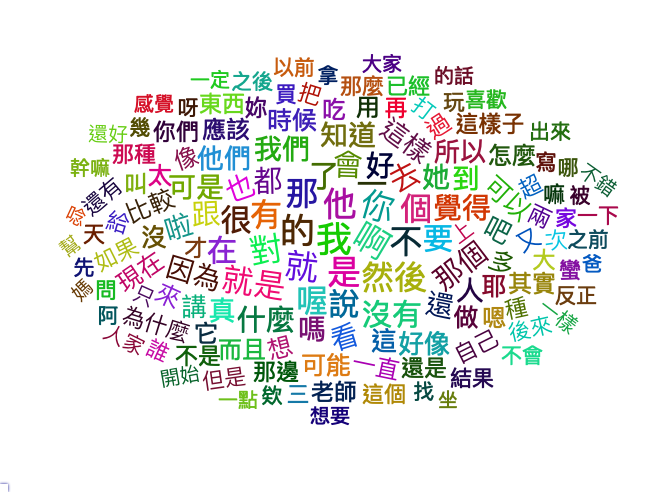 以前 大家
一定 之後 拿 那麼 已經 的話
感覺 呀 東西 妳 買 把 吃 用 再 打 玩 喜歡
還好 幾 你們 應該 時候 知道 這樣 過 這樣子 出來
幹嘛 那種 像 他們 我們 會 好 所以 怎麼 寫 哪 不錯
還有 叫 太 可是 也 都 那 了 一 去 她 到 可以 超 嘛 被
唸 給 比較 跟 很 有 的 他 你 個 覺得 吧 兩 家 一下
幫 天 沒 啦 在 對 我 啊 不 要 上 又 次 之前
先 如果 才 因為 就 是 然後 那個 多 大 蠻 爸
媽 問 現在 就是 喔 說 沒有 還 人 耶 其實 反正
阿 只 來 講 真 什麼 嗎 看 這 做 嗯 種 一樣
人家 為什麼 它 想 好像 自己 後來
誰 不是 而且 可能 一直 還是 不會
開始 但是 那邊 結果
一點 欸 三 老師 這個 找 坐
想要